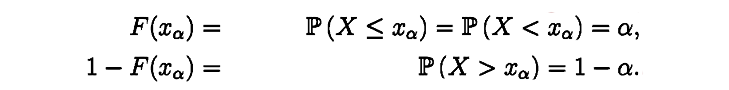 F(x_α) = ℙ(X ≤ x_α) = ℙ(X < x_α) = α,
1 − F(x_α) = ℙ(X > x_α) = 1 − α.